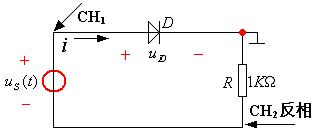 CH₁
i
D
+ u_D −
+
u_S(t)
−
R 1KΩ
CH₂反相